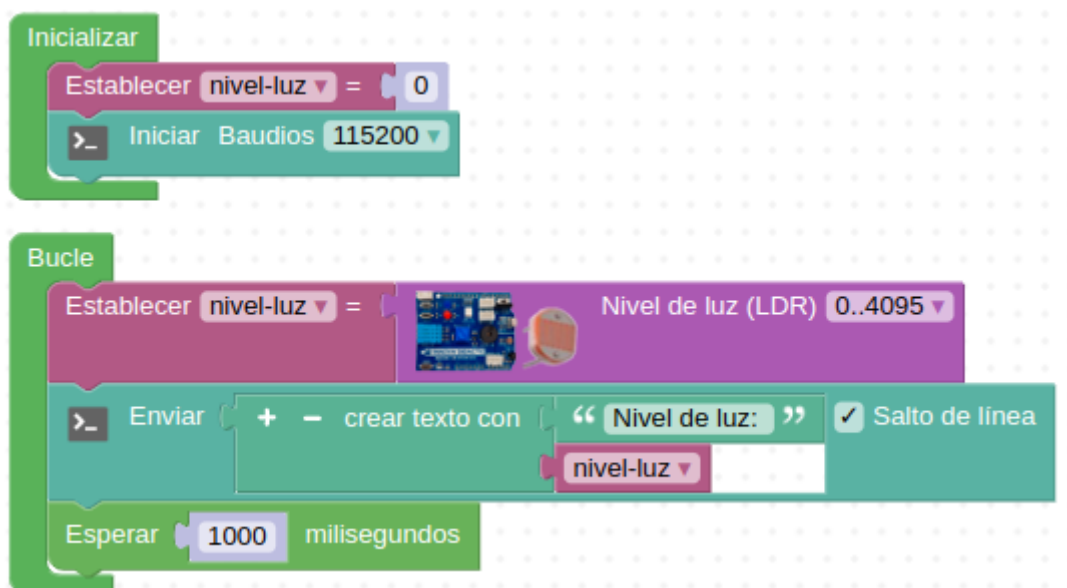 Inicializar
Establecer nivel-luz = 0
>_ Iniciar Baudios 115200
Bucle
Establecer nivel-luz = Nivel de luz (LDR) 0..4095
>_ Enviar + - crear texto con “ Nivel de luz: ” ✓ Salto de línea
nivel-luz
Esperar 1000 milisegundos